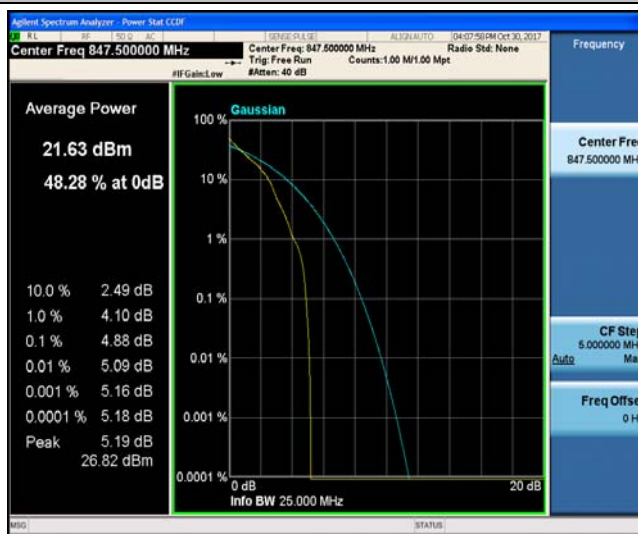 Agilent Spectrum Analyzer - Power Stat CCDF
RL RF 50 Ω AC SENSE:PULSE ALIGNAUTO 04:07:58 PM Oct 30, 2017
Center Freq 847.500000 MHz
Center Freq: 847.500000 MHz Radio Std: None
Trig: Free Run Counts:1.00 M/1.00 Mpt
#IFGain:Low #Atten: 40 dB
Frequency
Average Power
21.63 dBm
48.28 % at 0dB
10.0 % 2.49 dB
1.0 % 4.10 dB
0.1 % 4.88 dB
0.01 % 5.09 dB
0.001 % 5.16 dB
0.0001 % 5.18 dB
Peak 5.19 dB
26.82 dBm
Gaussian
100 %
10 %
1 %
0.1 %
0.01 %
0.001 %
0.0001 %
0 dB 20 dB
Info BW 25.000 MHz
Center Fre
847.500000 MH
CF Ste
5.000000 MH
Auto Ma
Freq Offse
0 H
MSG STATUS